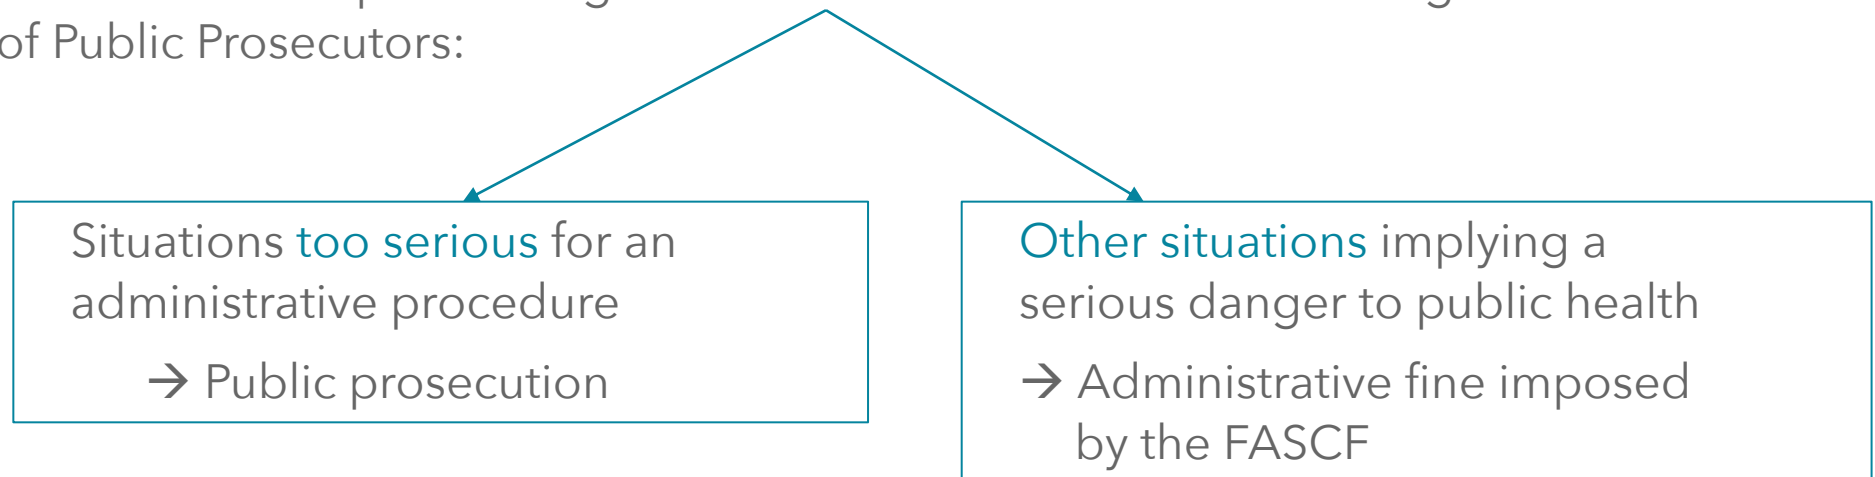 of Public Prosecutors:
Situations too serious for an
administrative procedure
→ Public prosecution
Other situations implying a
serious danger to public health
→ Administrative fine imposed
by the FASCF